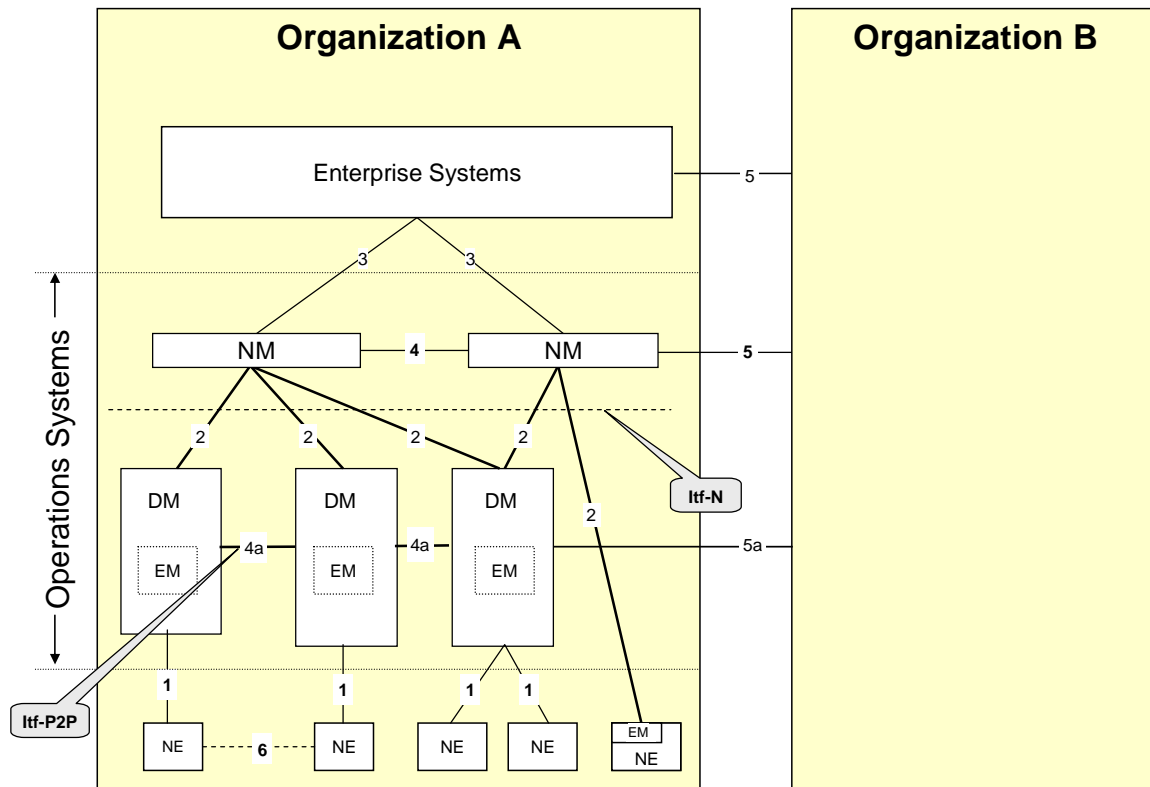 Organization A
Organization B
Enterprise Systems
5
3
3
Operations Systems
NM
4
NM
5
2
2
2
2
Itf-N
DM
DM
DM
2
4a
4a
5a
EM
EM
EM
1
1
1
1
Itf-P2P
NE
6
NE
NE
NE
EM
NE